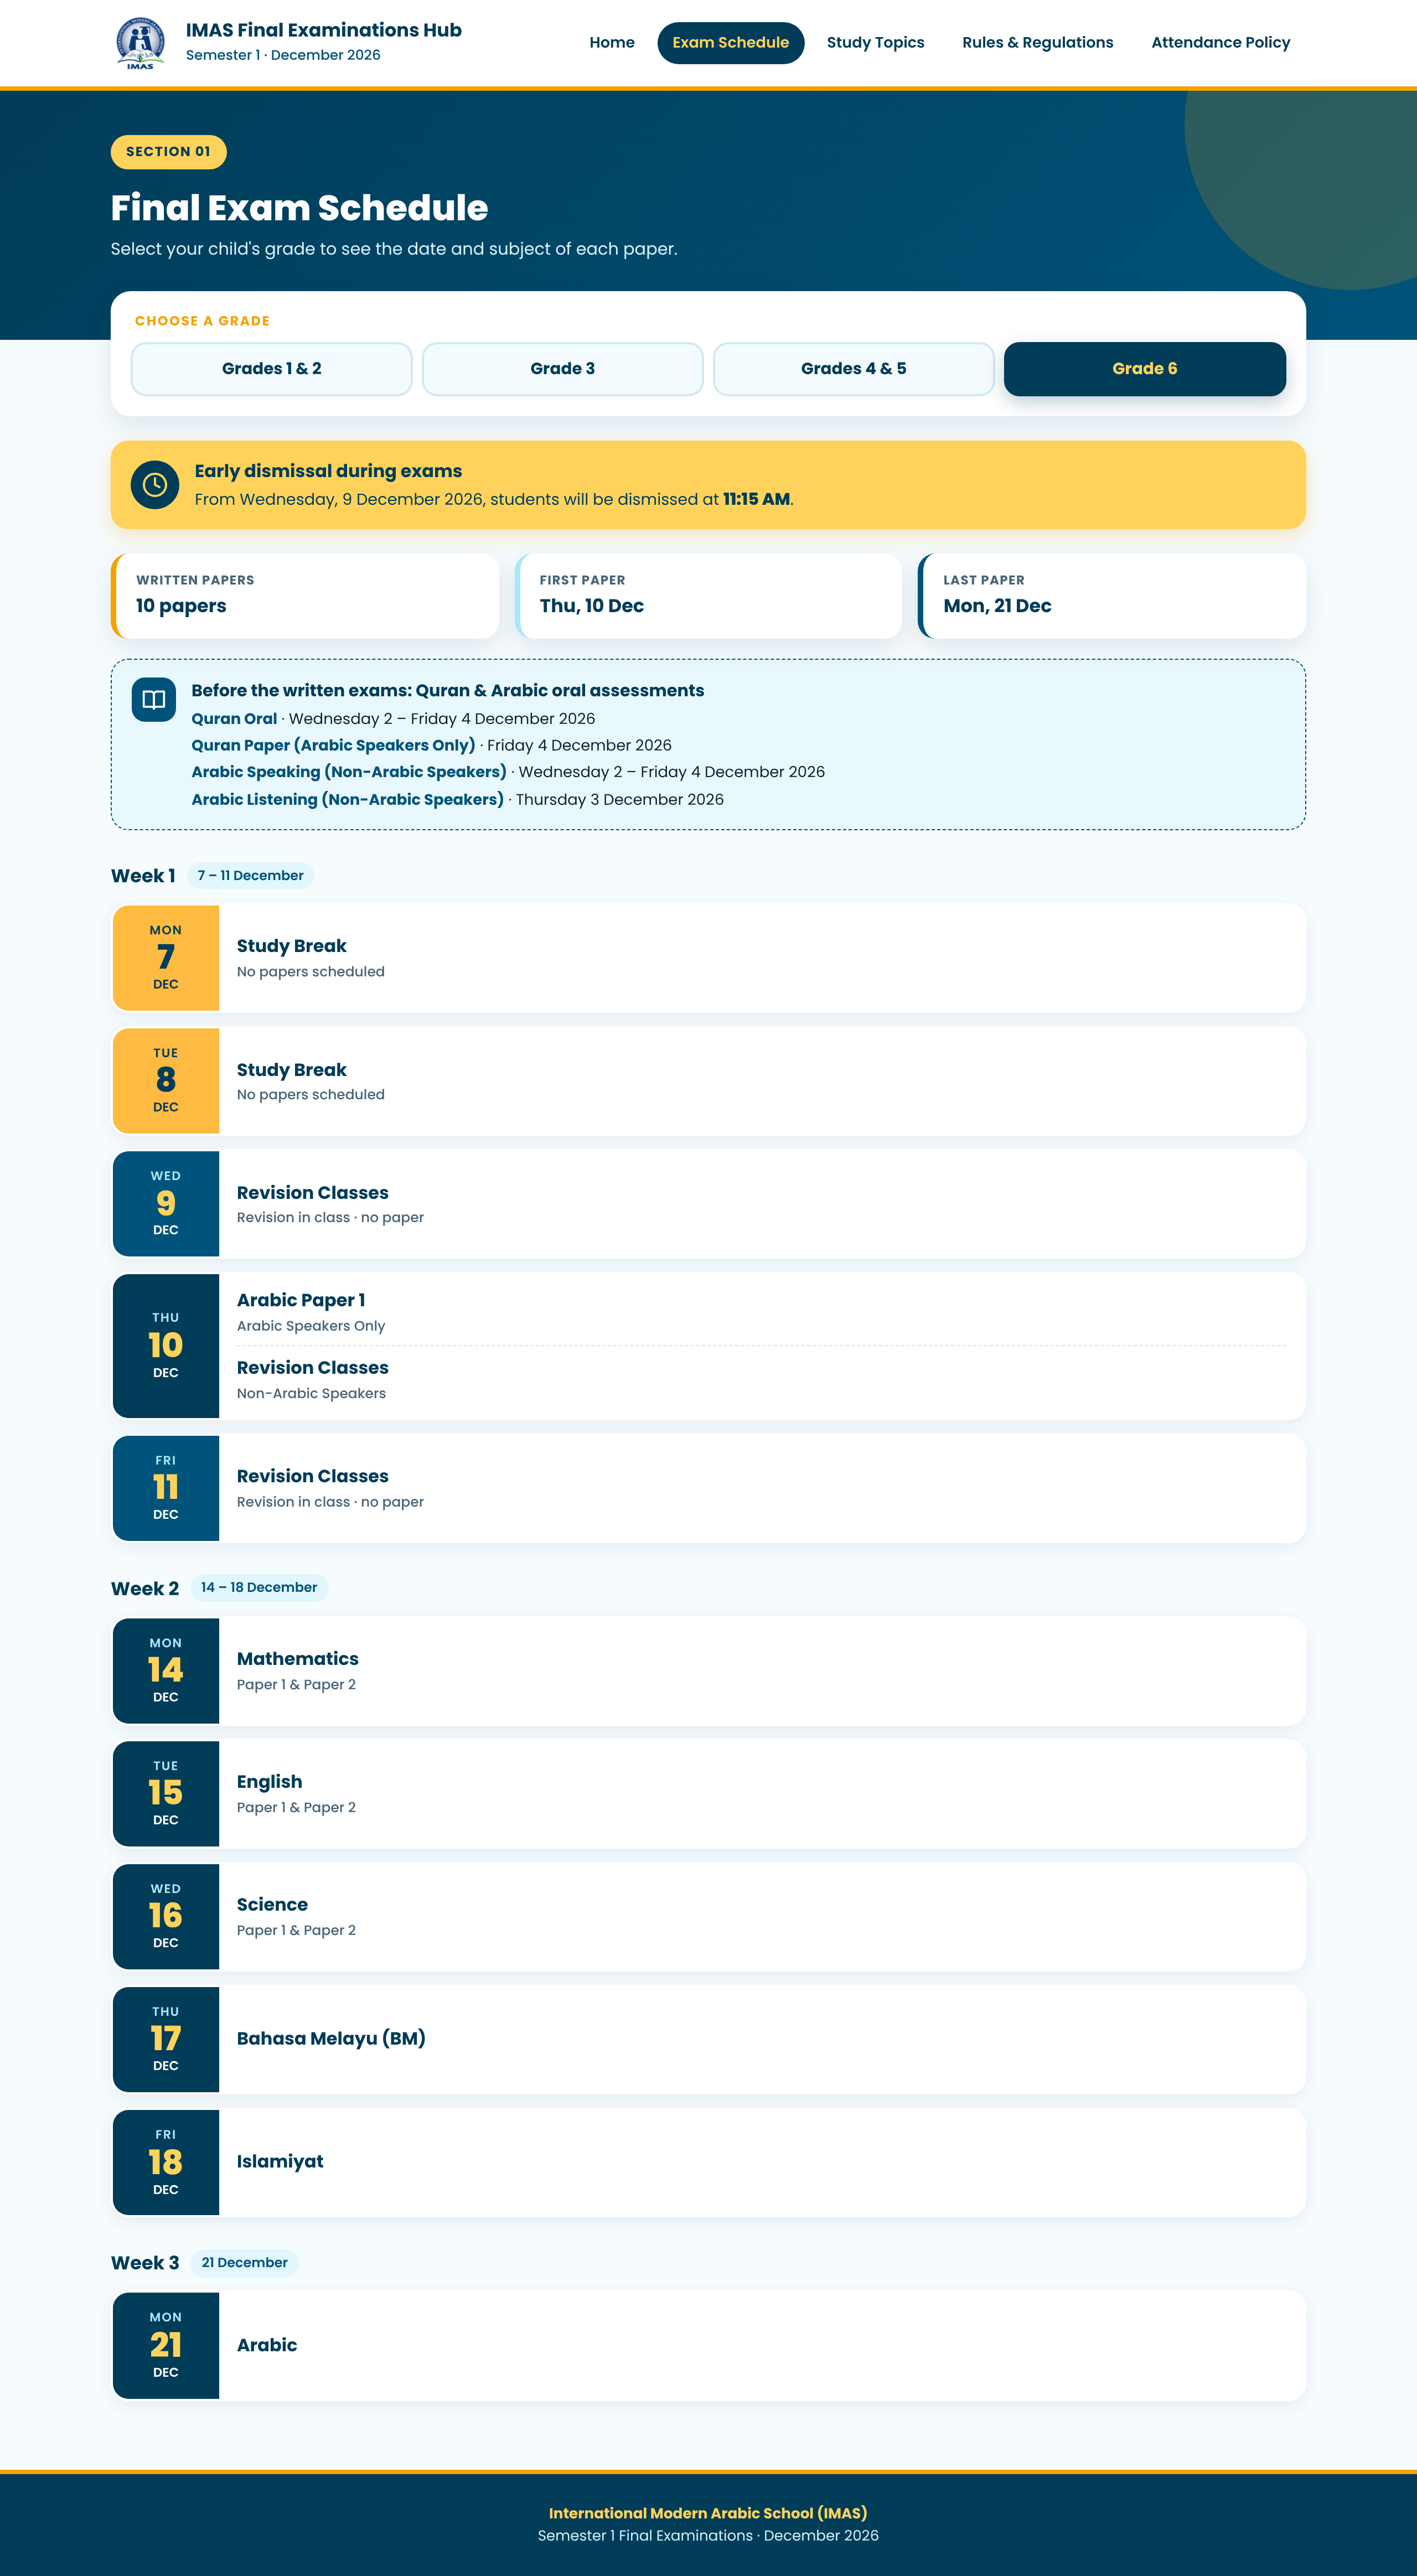 IMAS
IMAS Final Examinations Hub
Semester 1 · December 2026
Home
Exam Schedule
Study Topics
Rules & Regulations
Attendance Policy
SECTION 01
Final Exam Schedule
Select your child's grade to see the date and subject of each paper.
CHOOSE A GRADE
Grades 1 & 2
Grade 3
Grades 4 & 5
Grade 6
Early dismissal during exams
From Wednesday, 9 December 2026, students will be dismissed at 11:15 AM.
WRITTEN PAPERS
10 papers
FIRST PAPER
Thu, 10 Dec
LAST PAPER
Mon, 21 Dec
Before the written exams: Quran & Arabic oral assessments
Quran Oral · Wednesday 2 – Friday 4 December 2026
Quran Paper (Arabic Speakers Only) · Friday 4 December 2026
Arabic Speaking (Non-Arabic Speakers) · Wednesday 2 – Friday 4 December 2026
Arabic Listening (Non-Arabic Speakers) · Thursday 3 December 2026
Week 1
7 – 11 December
MON
7
DEC
Study Break
No papers scheduled
TUE
8
DEC
Study Break
No papers scheduled
WED
9
DEC
Revision Classes
Revision in class · no paper
THU
10
DEC
Arabic Paper 1
Arabic Speakers Only
Revision Classes
Non-Arabic Speakers
FRI
11
DEC
Revision Classes
Revision in class · no paper
Week 2
14 – 18 December
MON
14
DEC
Mathematics
Paper 1 & Paper 2
TUE
15
DEC
English
Paper 1 & Paper 2
WED
16
DEC
Science
Paper 1 & Paper 2
THU
17
DEC
Bahasa Melayu (BM)
FRI
18
DEC
Islamiyat
Week 3
21 December
MON
21
DEC
Arabic
International Modern Arabic School (IMAS)
Semester 1 Final Examinations · December 2026